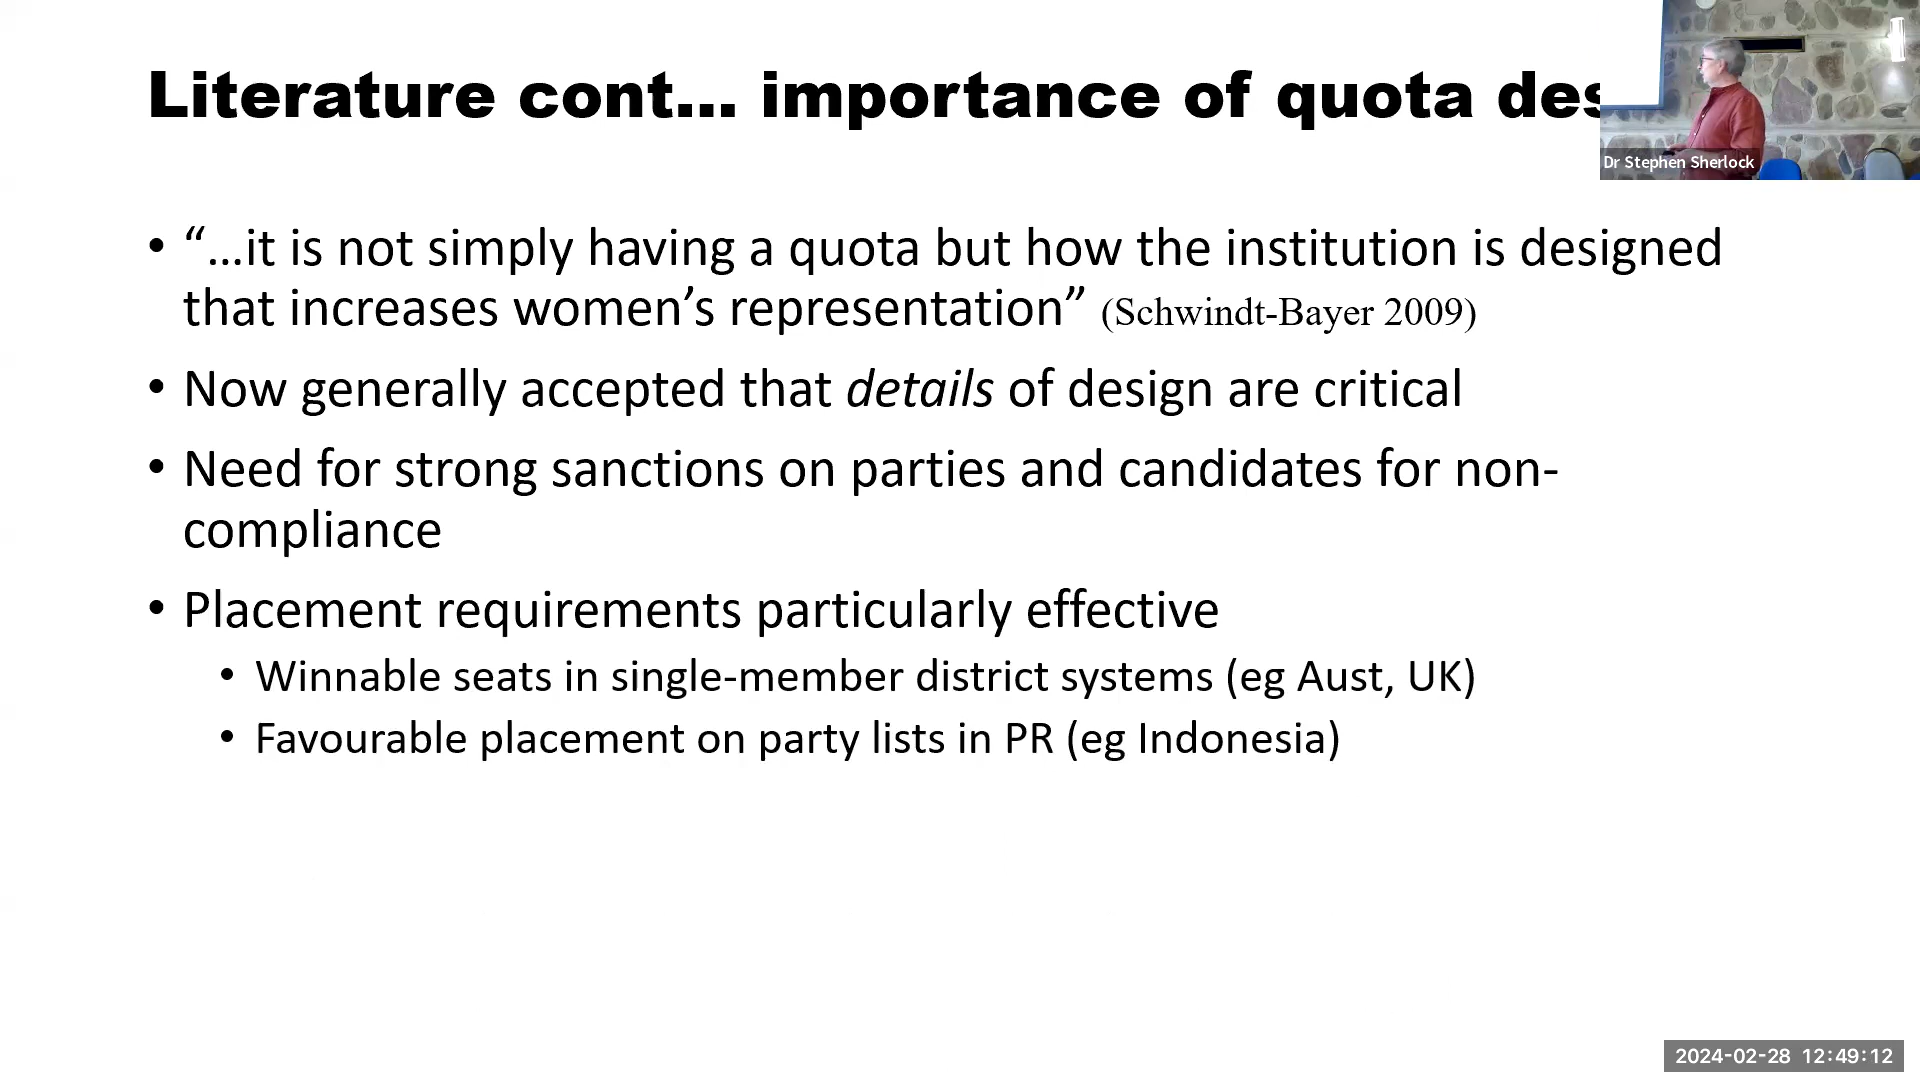 Literature cont... importance of quota des
Dr Stephen Sherlock
• “...it is not simply having a quota but how the institution is designed
that increases women’s representation” (Schwindt-Bayer 2009)
• Now generally accepted that details of design are critical
• Need for strong sanctions on parties and candidates for non-
compliance
• Placement requirements particularly effective
• Winnable seats in single-member district systems (eg Aust, UK)
• Favourable placement on party lists in PR (eg Indonesia)
2024-02-28 12:49:12